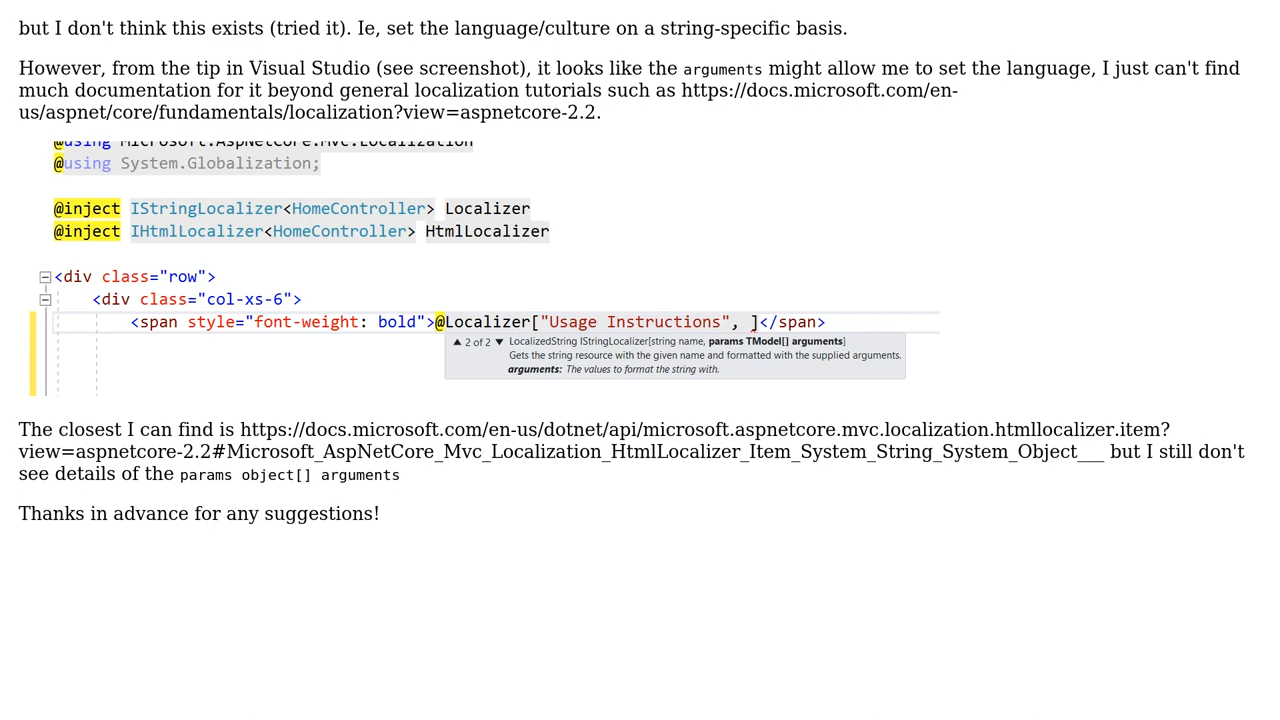 but I don't think this exists (tried it). Ie, set the language/culture on a string-specific basis.
However, from the tip in Visual Studio (see screenshot), it looks like the arguments might allow me to set the language, I just can't find
much documentation for it beyond general localization tutorials such as https://docs.microsoft.com/en-
us/aspnet/core/fundamentals/localization?view=aspnetcore-2.2.
@using Microsoft.AspNetCore.Mvc.Localization
@using System.Globalization;
@inject IStringLocalizer<HomeController> Localizer
@inject IHtmlLocalizer<HomeController> HtmlLocalizer
<div class="row">
<div class="col-xs-6">
<span style="font-weight: bold">@Localizer["Usage Instructions", ]</span>
▲ 2 of 2 ▼ LocalizedString IStringLocalizer[string name, params TModel[] arguments]
Gets the string resource with the given name and formatted with the supplied arguments.
arguments: The values to format the string with.
The closest I can find is https://docs.microsoft.com/en-us/dotnet/api/microsoft.aspnetcore.mvc.localization.htmllocalizer.item?
view=aspnetcore-2.2#Microsoft_AspNetCore_Mvc_Localization_HtmlLocalizer_Item_System_String_System_Object___ but I still don't
see details of the params object[] arguments
Thanks in advance for any suggestions!